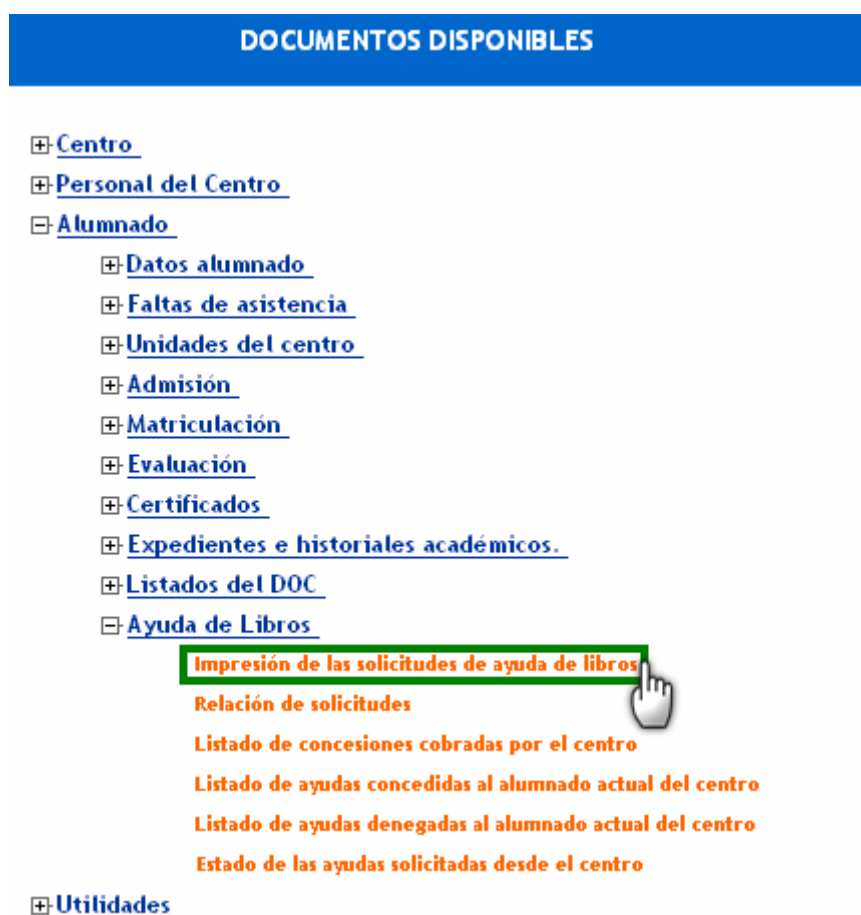 DOCUMENTOS DISPONIBLES
Centro
Personal del Centro
Alumnado
Datos alumnado
Faltas de asistencia
Unidades del centro
Admisión
Matriculación
Evaluación
Certificados
Expedientes e historiales académicos.
Listados del DOC
Ayuda de Libros
Impresión de las solicitudes de ayuda de libros
Relación de solicitudes
Listado de concesiones cobradas por el centro
Listado de ayudas concedidas al alumnado actual del centro
Listado de ayudas denegadas al alumnado actual del centro
Estado de las ayudas solicitadas desde el centro
Utilidades